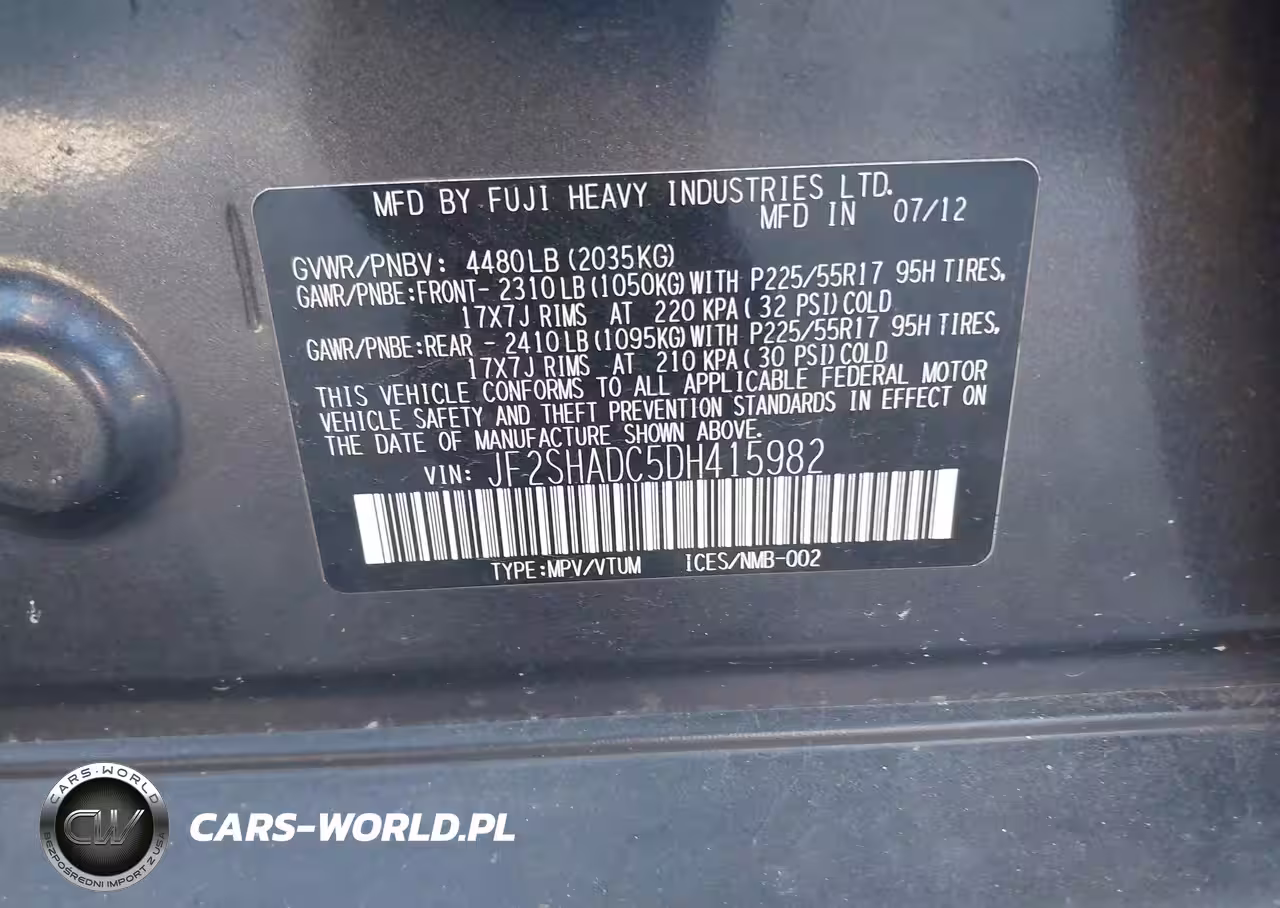 MFD BY FUJI HEAVY INDUSTRIES LTD.
MFD IN 07/12
GVWR/PNBV: 4480LB(2035KG)
GAWR/PNBE:FRONT- 2310LB(1050KG)WITH P225/55R17 95H TIRES,
17X7J RIMS AT 220 KPA(32 PSI)COLD
GAWR/PNBE:REAR - 2410LB(1095KG)WITH P225/55R17 95H TIRES,
17X7J RIMS AT 210 KPA(30 PSI)COLD
THIS VEHICLE CONFORMS TO ALL APPLICABLE FEDERAL MOTOR
VEHICLE SAFETY AND THEFT PREVENTION STANDARDS IN EFFECT ON
THE DATE OF MANUFACTURE SHOWN ABOVE.
VIN: JF2SHADC5DH415982
TYPE:MPV/VTUM ICES/NMB-002
CARS-WORLD
CW
BEZPOŚREDNI IMPORT Z USA
CARS-WORLD.PL